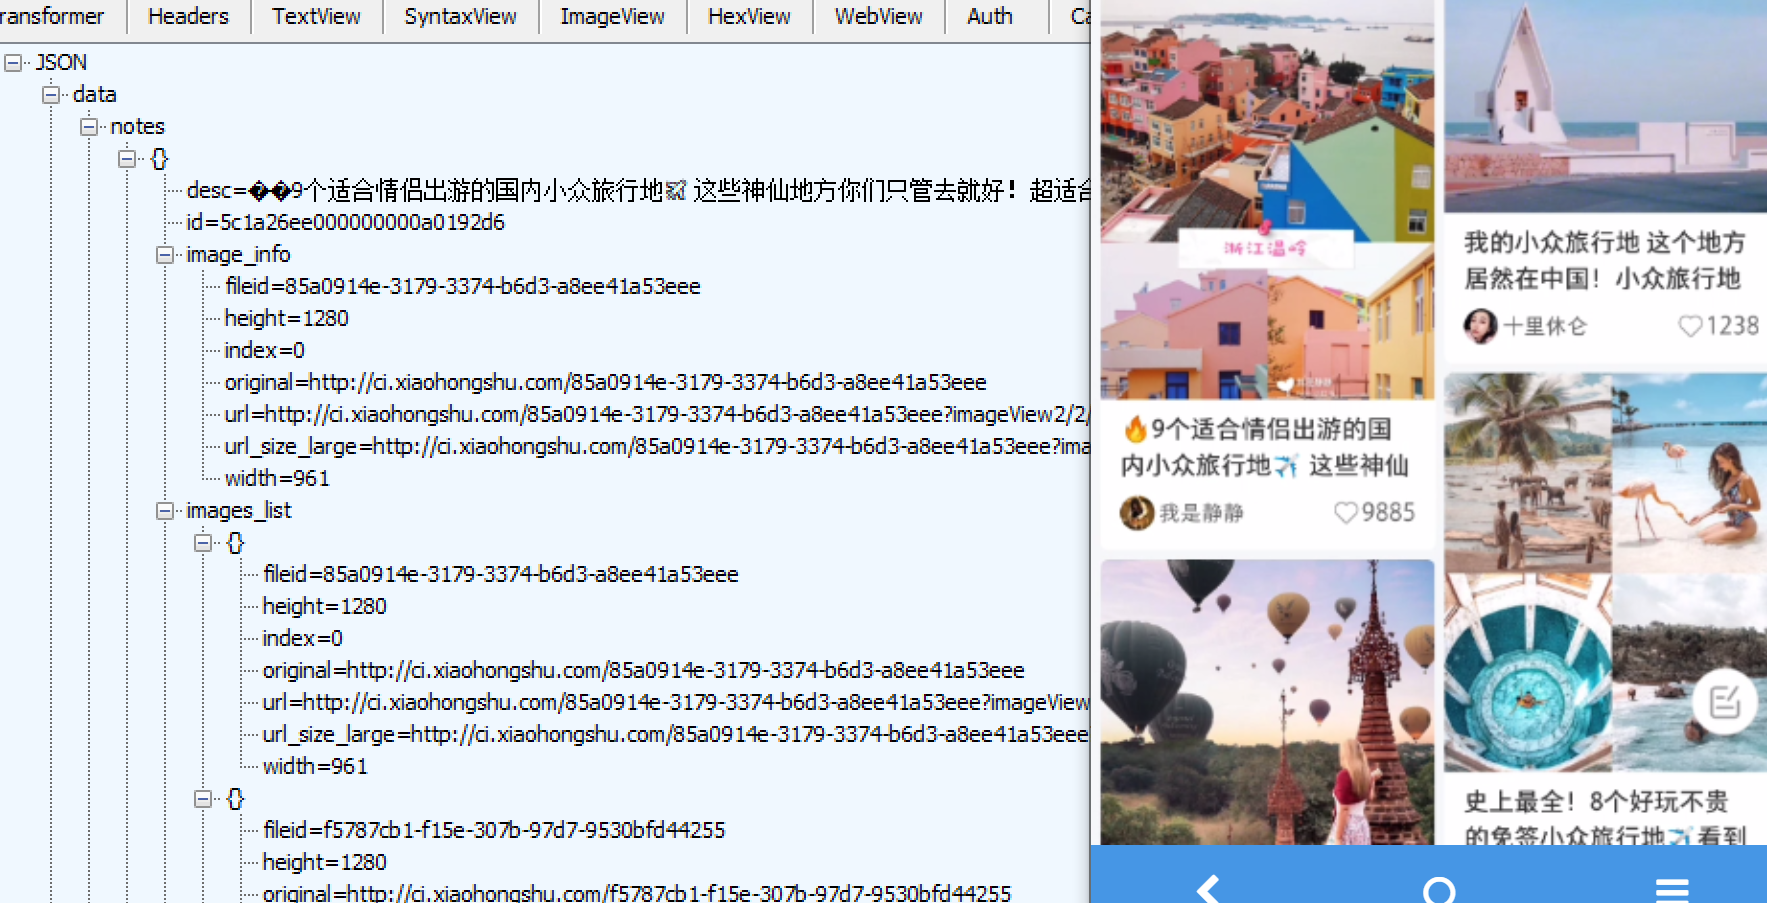 ransformer Headers TextView SyntaxView ImageView HexView WebView Auth Ca
JSON
data
notes
{}
desc=��9个适合情侣出游的国内小众旅行地✈ 这些神仙地方你们只管去就好！超适合
id=5c1a26ee000000000a0192d6
image_info
fileid=85a0914e-3179-3374-b6d3-a8ee41a53eee
height=1280
index=0
original=http://ci.xiaohongshu.com/85a0914e-3179-3374-b6d3-a8ee41a53eee
url=http://ci.xiaohongshu.com/85a0914e-3179-3374-b6d3-a8ee41a53eee?imageView2/2/
url_size_large=http://ci.xiaohongshu.com/85a0914e-3179-3374-b6d3-a8ee41a53eee?ima
width=961
images_list
{}
fileid=85a0914e-3179-3374-b6d3-a8ee41a53eee
height=1280
index=0
original=http://ci.xiaohongshu.com/85a0914e-3179-3374-b6d3-a8ee41a53eee
url=http://ci.xiaohongshu.com/85a0914e-3179-3374-b6d3-a8ee41a53eee?imageView
url_size_large=http://ci.xiaohongshu.com/85a0914e-3179-3374-b6d3-a8ee41a53eee
width=961
{}
fileid=f5787cb1-f15e-307b-97d7-9530bfd44255
height=1280
original=http://ci.xiaohongshu.com/f5787cb1-f15e-307b-97d7-9530bfd44255
浙江温岭
🔥9个适合情侣出游的国
内小众旅行地✈️ 这些神仙
我是静静 9885
我的小众旅行地 这个地方
居然在中国！小众旅行地
十里休仑 1238
史上最全！8个好玩不贵
的免签小众旅行地✈️看到